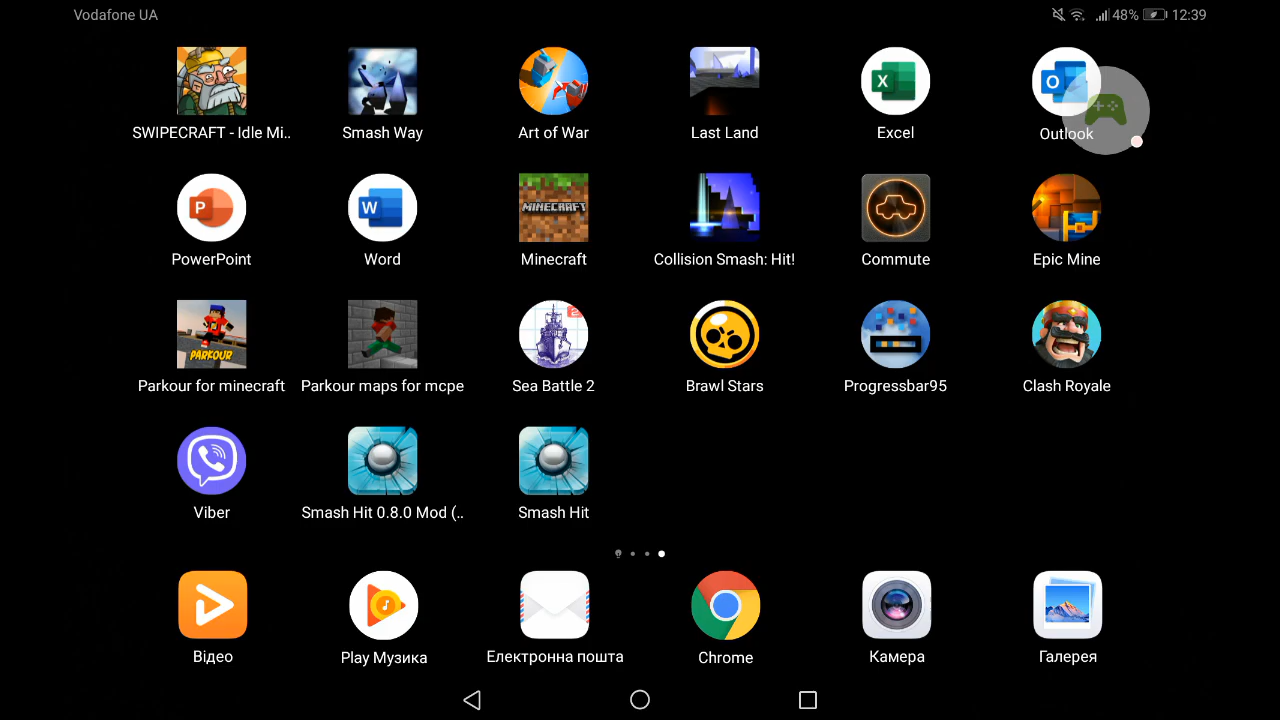 Vodafone UA
48% 12:39
SWIPECRAFT - Idle Mi..
Smash Way
Art of War
Last Land
Excel
Outlook
PowerPoint
Word
Minecraft
Collision Smash: Hit!
Commute
Epic Mine
Parkour for minecraft
Parkour maps for mcpe
Sea Battle 2
Brawl Stars
Progressbar95
Clash Royale
Viber
Smash Hit 0.8.0 Mod (..
Smash Hit
Відео
Play Музика
Електронна пошта
Chrome
Камера
Галерея
X
O
P
W
MINECRAFT
PARKOUR
2